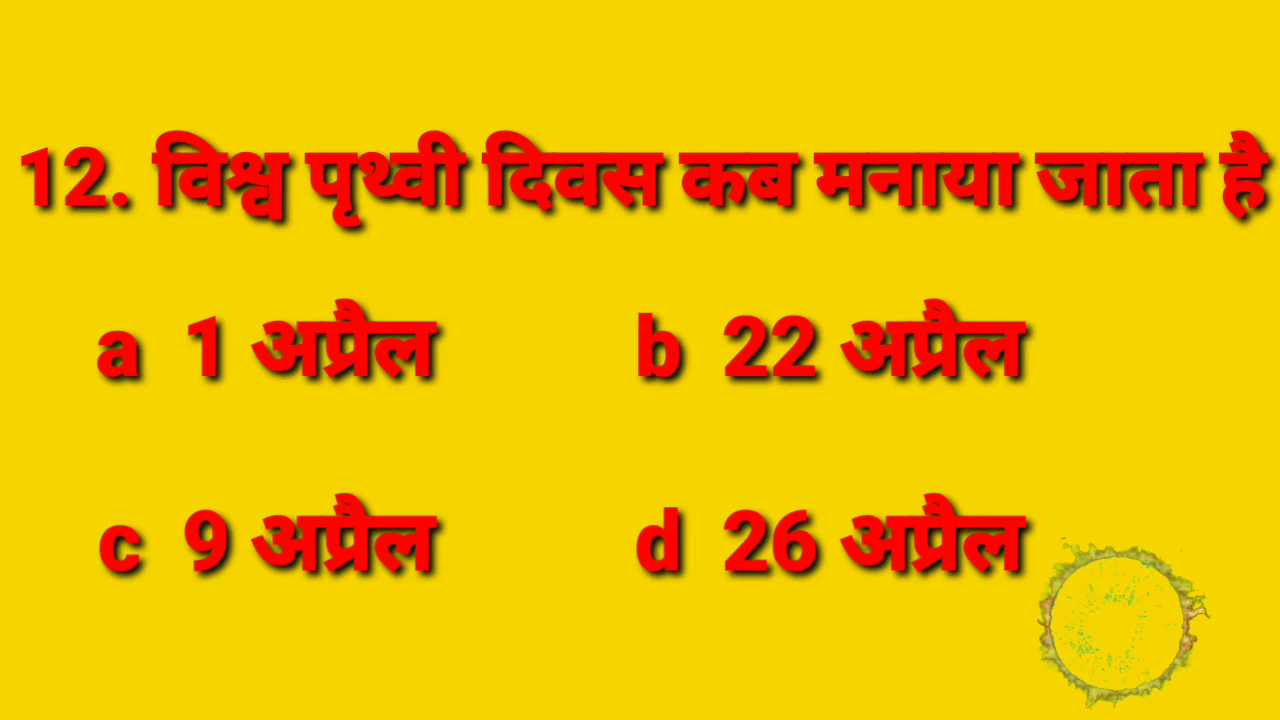 12. विश्व पृथ्वी दिवस कब मनाया जाता है
a 1 अप्रैल b 22 अप्रैल
c 9 अप्रैल d 26 अप्रैल